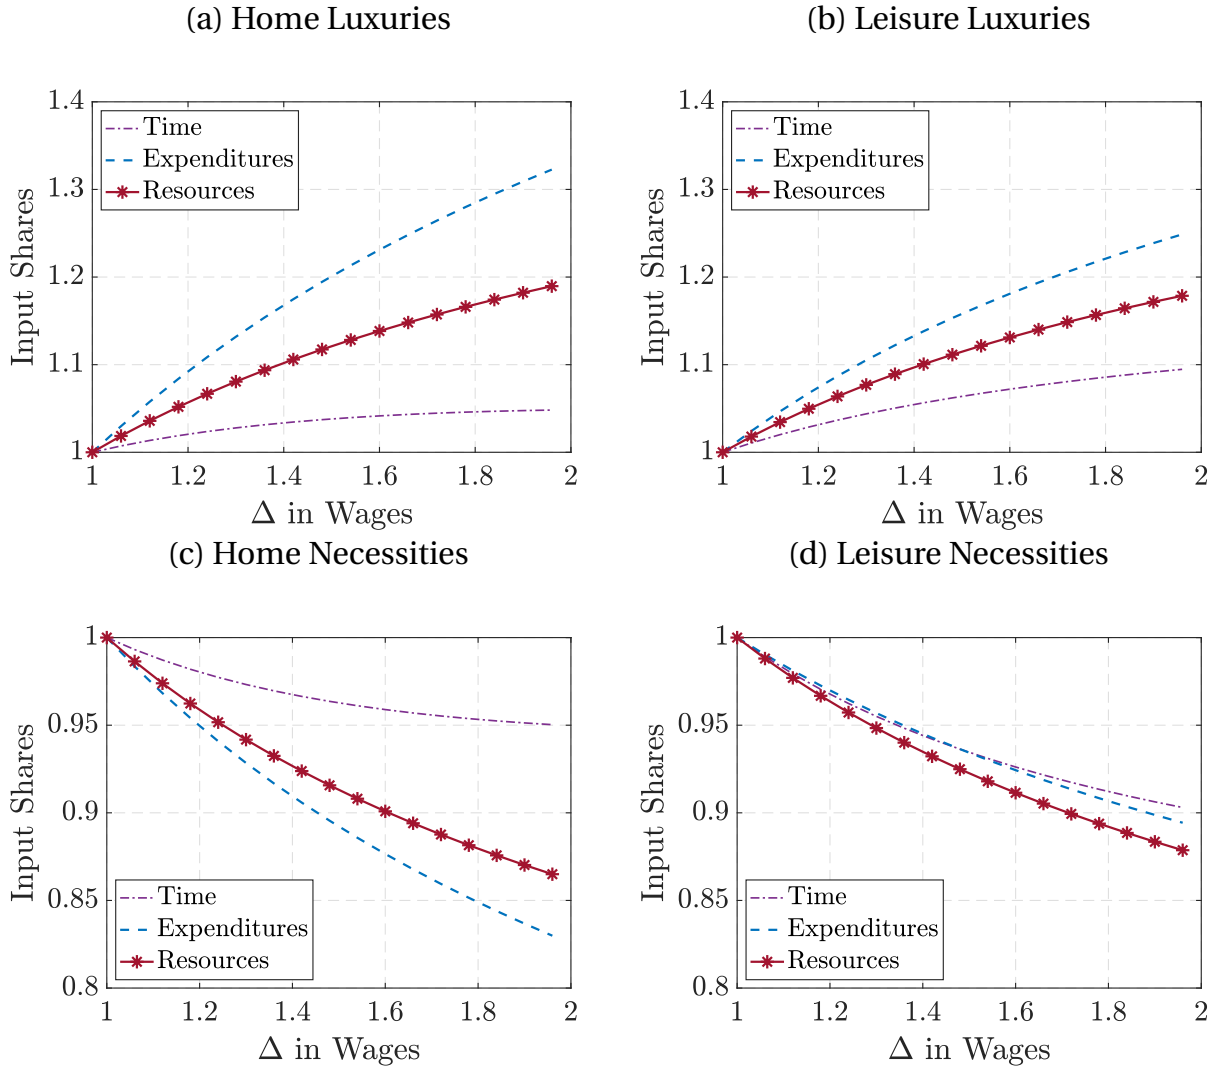 (a) Home Luxuries
1.4
1.3
1.2
1.1
1
Input Shares
Time
Expenditures
Resources
1 1.2 1.4 1.6 1.8 2
Δ in Wages
(b) Leisure Luxuries
1.4
1.3
1.2
1.1
1
Input Shares
Time
Expenditures
Resources
1 1.2 1.4 1.6 1.8 2
Δ in Wages
(c) Home Necessities
1
0.95
0.9
0.85
0.8
Input Shares
Time
Expenditures
Resources
1 1.2 1.4 1.6 1.8 2
Δ in Wages
(d) Leisure Necessities
1
0.95
0.9
0.85
0.8
Input Shares
Time
Expenditures
Resources
1 1.2 1.4 1.6 1.8 2
Δ in Wages